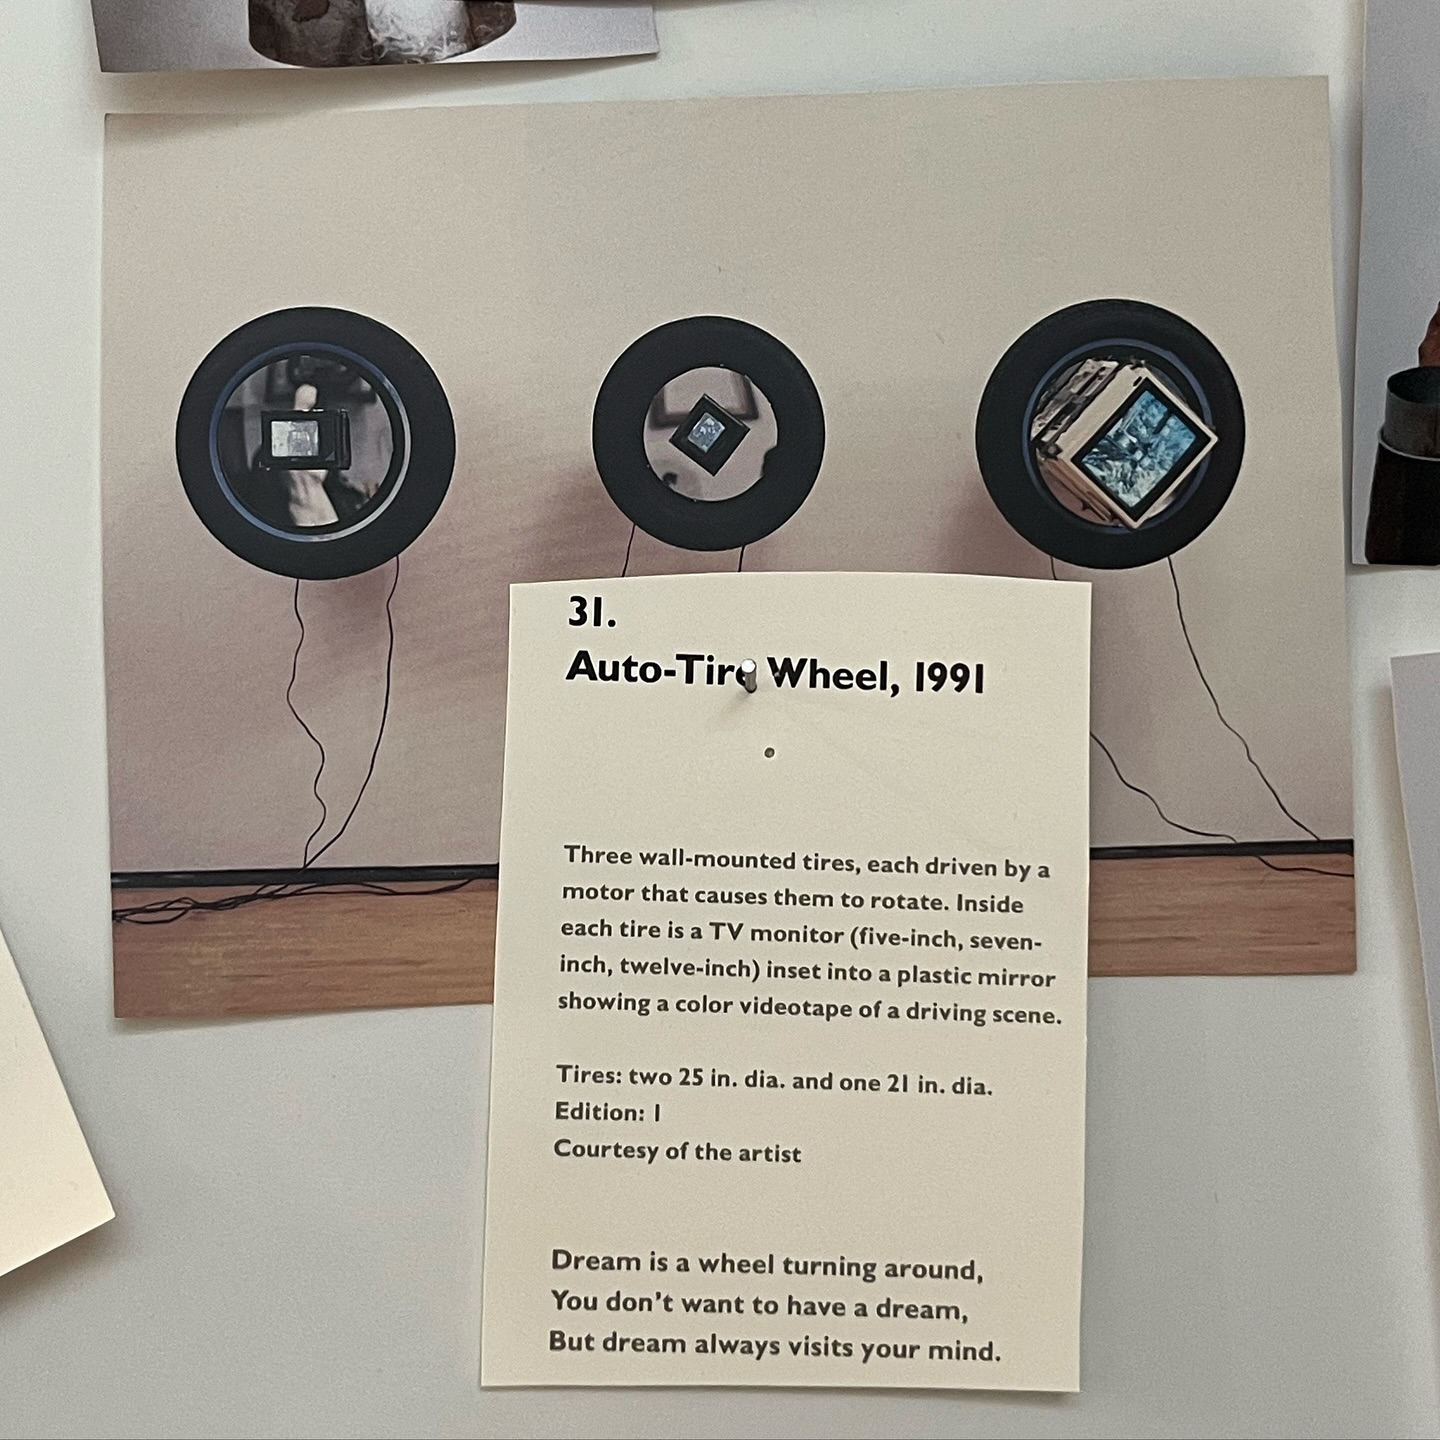 31.
Auto-Tire Wheel, 1991
Three wall-mounted tires, each driven by a
motor that causes them to rotate. Inside
each tire is a TV monitor (five-inch, seven-
inch, twelve-inch) inset into a plastic mirror
showing a color videotape of a driving scene.
Tires: two 25 in. dia. and one 21 in. dia.
Edition: 1
Courtesy of the artist
Dream is a wheel turning around,
You don’t want to have a dream,
But dream always visits your mind.